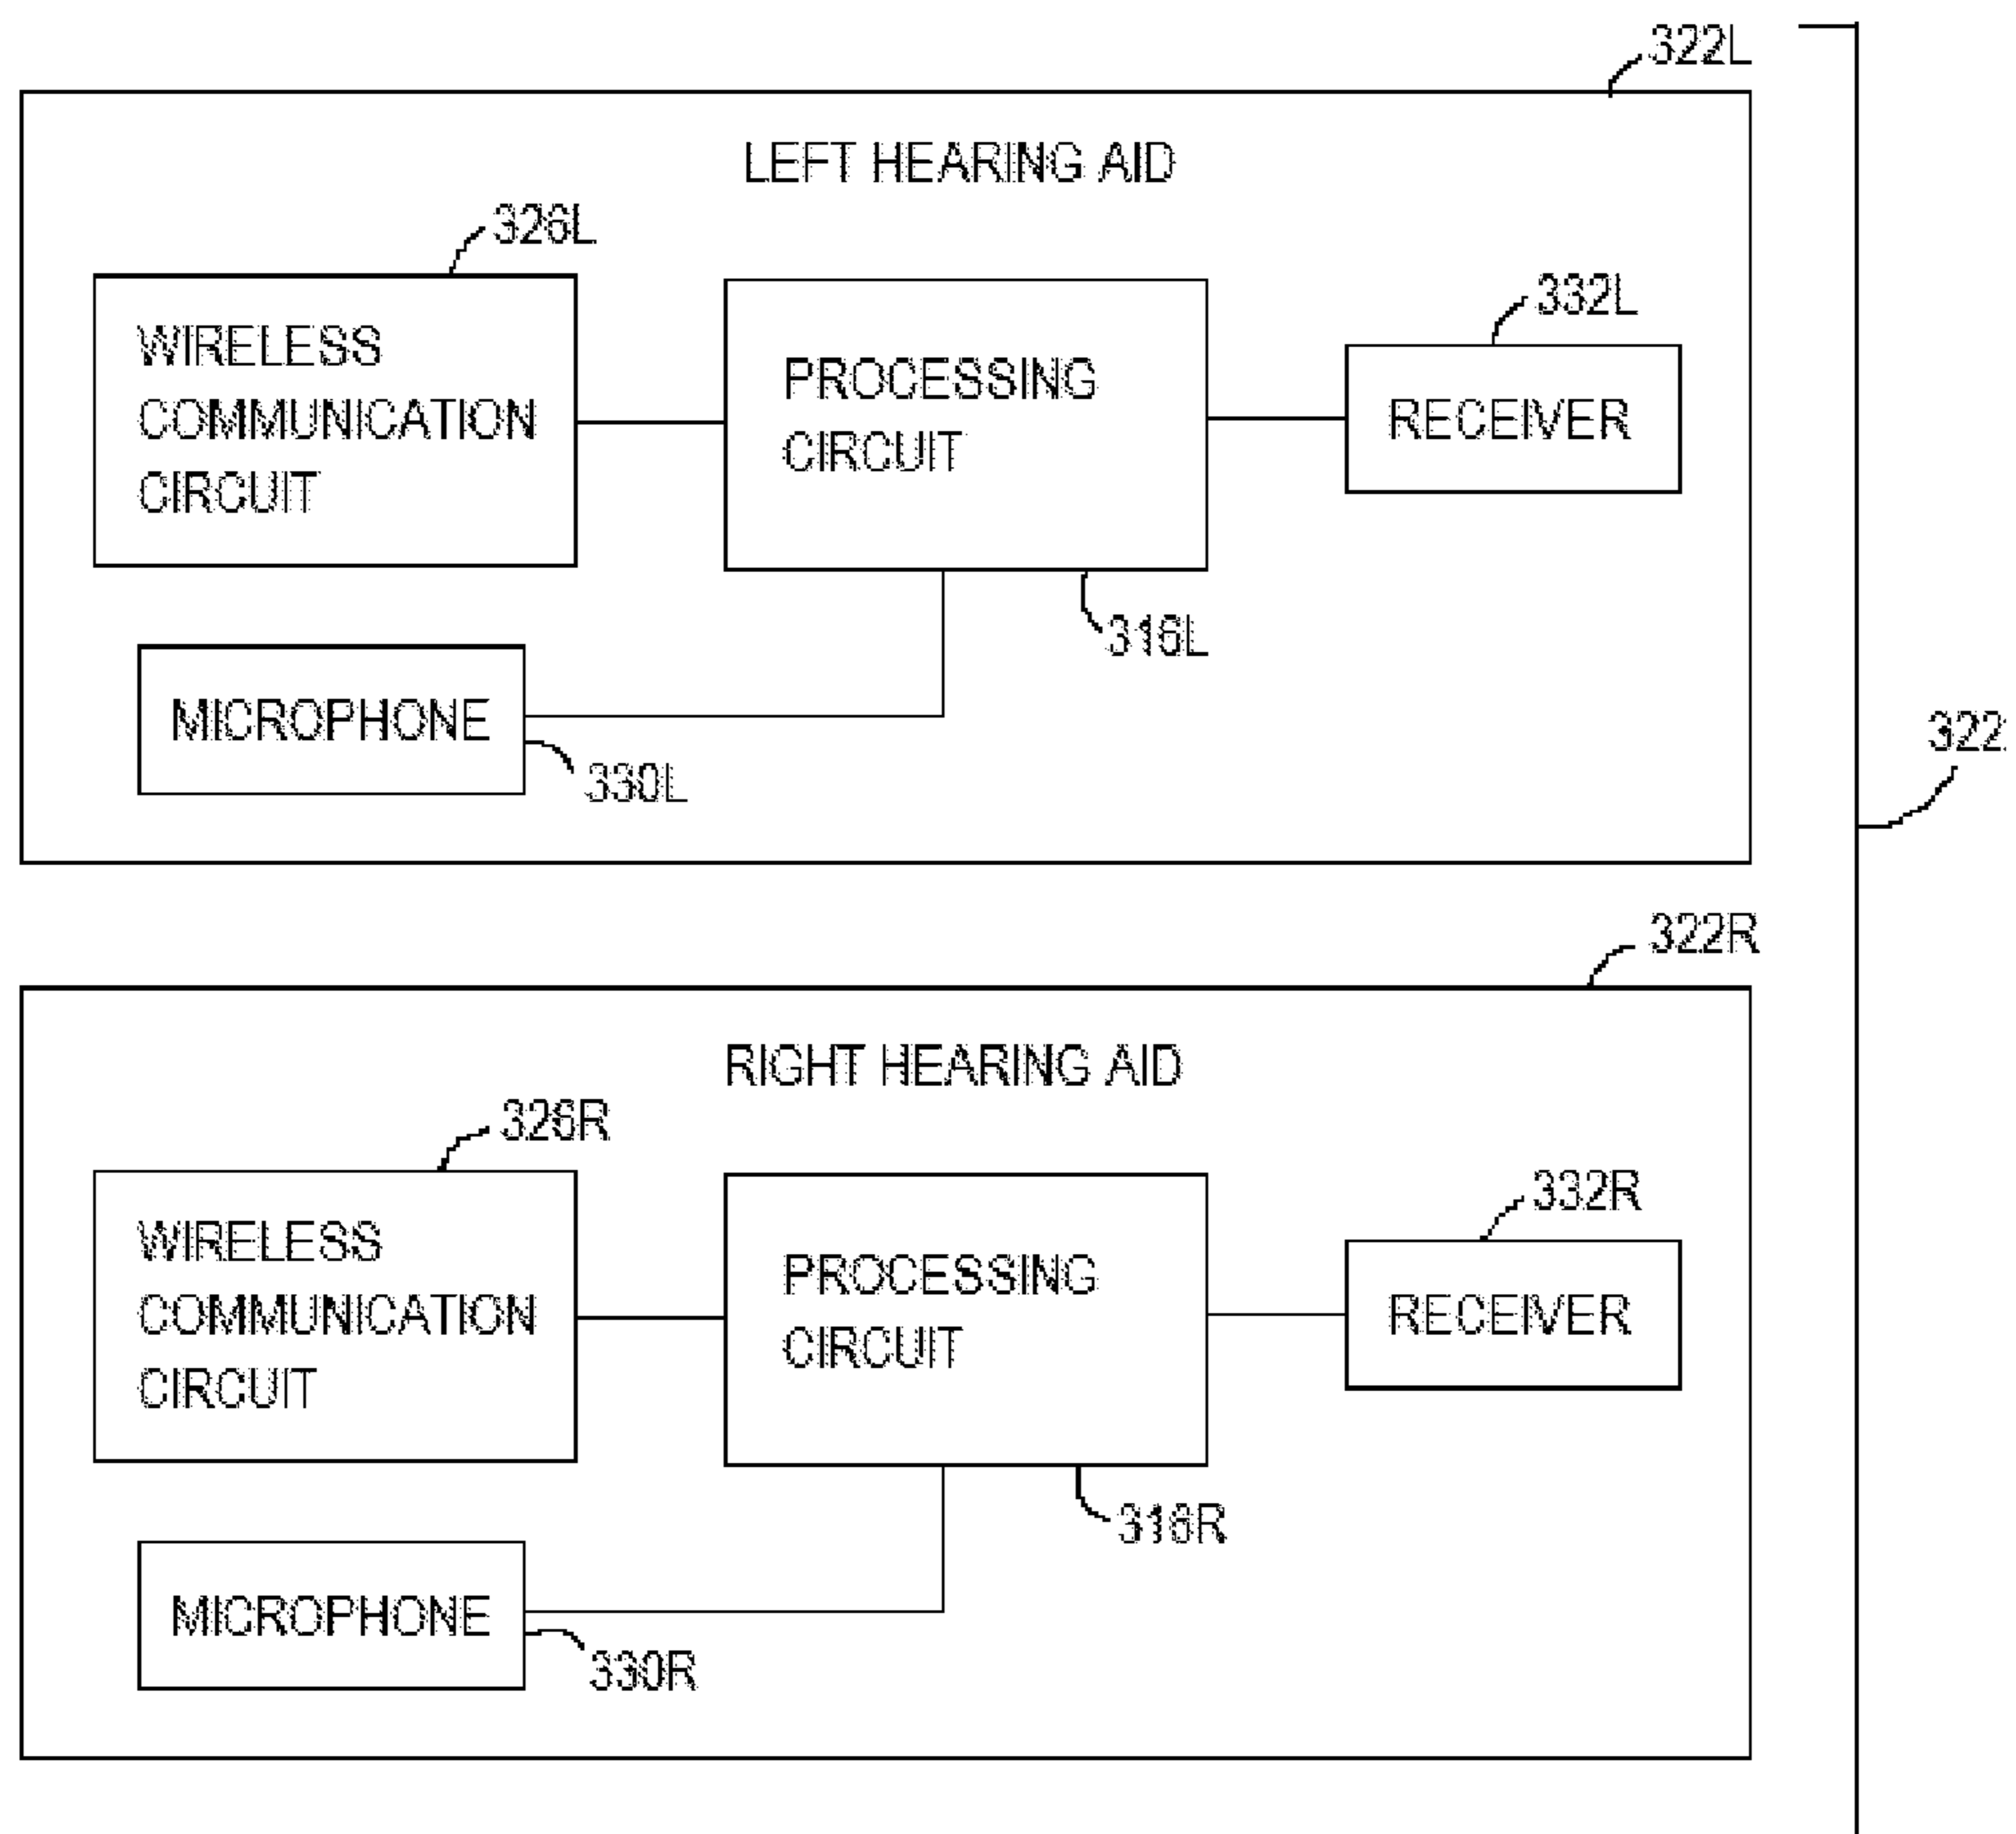 322L
LEFT HEARING AID
326L
332L
WIRELESS
COMMUNICATION
CIRCUIT
PROCESSING
CIRCUIT
RECEIVER
316L
MICROPHONE
330L
322
322R
RIGHT HEARING AID
326R
332R
WIRELESS
COMMUNICATION
CIRCUIT
PROCESSING
CIRCUIT
RECEIVER
316R
MICROPHONE
330R